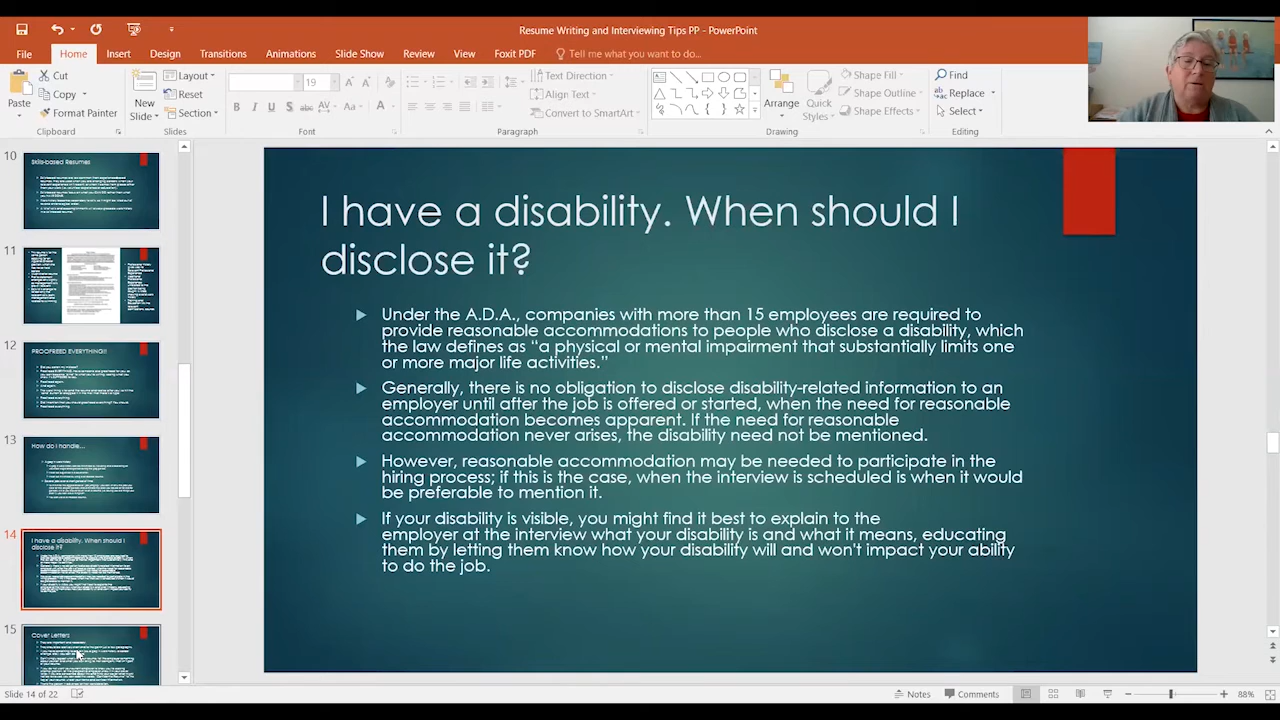 Resume Writing and Interviewing Tips PP - PowerPoint
File Home Insert Design Transitions Animations Slide Show Review View Foxit PDF Tell me what you want to do...
Paste
Cut
Copy
Format Painter
Clipboard
New
Slide
Layout
Reset
Section
Slides
19
Font
Text Direction
Align Text
Convert to SmartArt
Paragraph
Arrange
Quick
Styles
Shape Fill
Shape Outline
Shape Effects
Drawing
Find
Replace
Select
Editing
10
Skills-based Resumes
11
12
PROOFREED EVERYTHING!!!
13
How do I handle...
14
I have a disability. When should I
disclose it?
15
Cover Letters
I have a disability. When should I
disclose it?
Under the A.D.A., companies with more than 15 employees are required to
provide reasonable accommodations to people who disclose a disability, which
the law defines as “a physical or mental impairment that substantially limits one
or more major life activities.”
Generally, there is no obligation to disclose disability-related information to an
employer until after the job is offered or started, when the need for reasonable
accommodation becomes apparent. If the need for reasonable
accommodation never arises, the disability need not be mentioned.
However, reasonable accommodation may be needed to participate in the
hiring process; if this is the case, when the interview is scheduled is when it would
be preferable to mention it.
If your disability is visible, you might find it best to explain to the
employer at the interview what your disability is and what it means, educating
them by letting them know how your disability will and won't impact your ability
to do the job.
Slide 14 of 22
Notes
Comments
88%